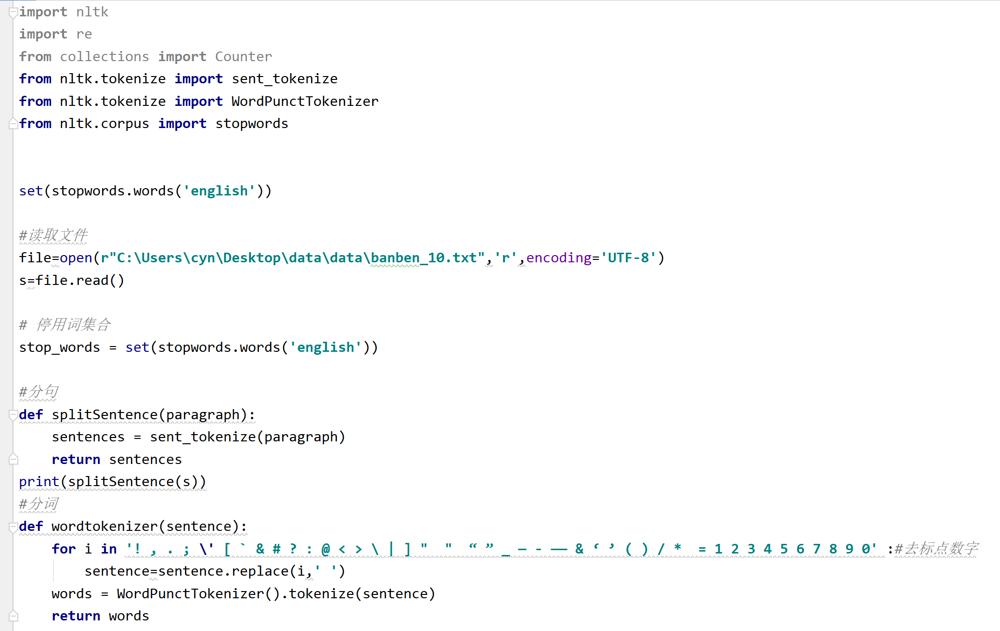 import nltk
import re
from collections import Counter
from nltk.tokenize import sent_tokenize
from nltk.tokenize import WordPunctTokenizer
from nltk.corpus import stopwords
set(stopwords.words('english'))
#读取文件
file=open(r"C:\Users\cyn\Desktop\data\data\banben_10.txt",'r',encoding='UTF-8')
s=file.read()
# 停用词集合
stop_words = set(stopwords.words('english'))
#分句
def splitSentence(paragraph):
    sentences = sent_tokenize(paragraph)
    return sentences
print(splitSentence(s))
#分词
def wordtokenizer(sentence):
    for i in '! , . ; \' [ ` & # ? : @ < > \ | ] "  "  “ ”_ – - —— & ‘ ’ ( ) / *  = 1 2 3 4 5 6 7 8 9 0' :#去标点数字
        sentence=sentence.replace(i,' ')
    words = WordPunctTokenizer().tokenize(sentence)
    return words